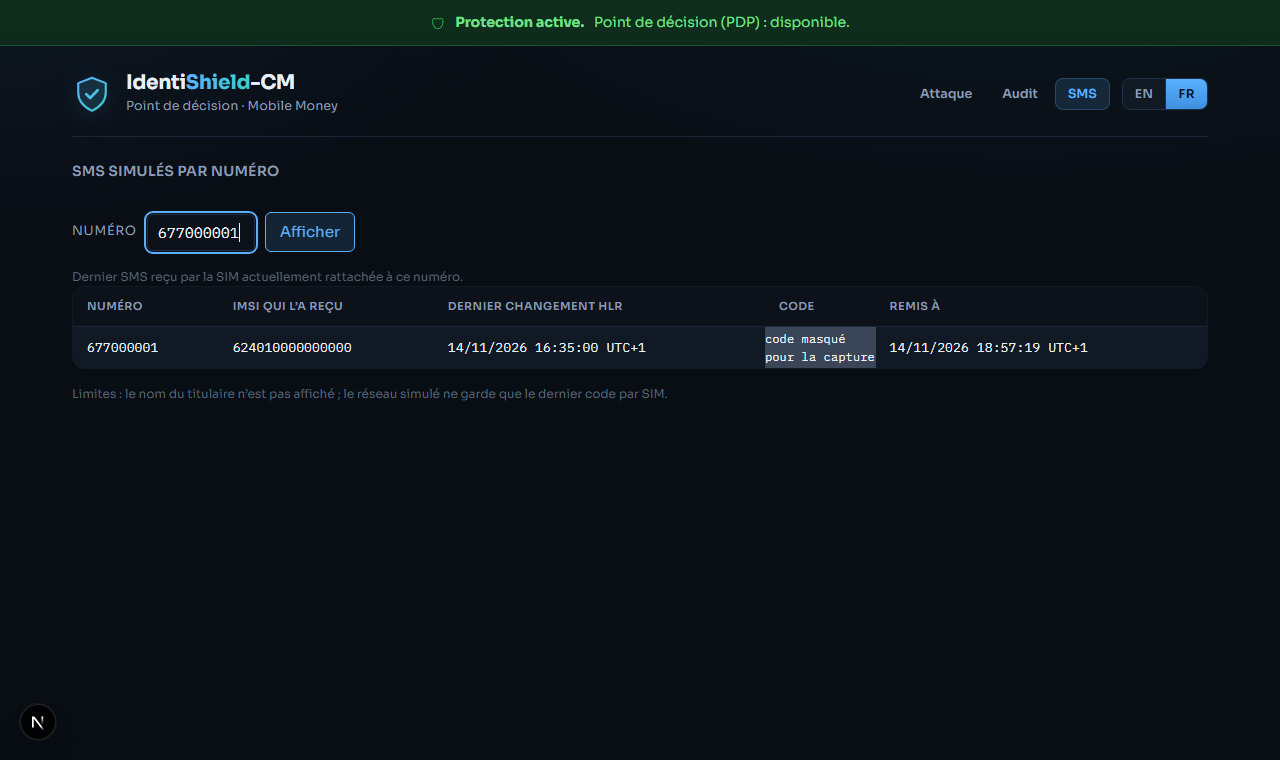 Protection active. Point de décision (PDP) : disponible.
IdentiShield-CM
Point de décision · Mobile Money
Attaque Audit SMS EN FR
SMS SIMULÉS PAR NUMÉRO
NUMÉRO 677000001 Afficher
Dernier SMS reçu par la SIM actuellement rattachée à ce numéro.
NUMÉRO IMSI QUI L’A REÇU DERNIER CHANGEMENT HLR CODE REMIS À
677000001 624010000000000 14/11/2026 16:35:00 UTC+1 code masqué pour la capture 14/11/2026 18:57:19 UTC+1
Limites : le nom du titulaire n’est pas affiché ; le réseau simulé ne garde que le dernier code par SIM.
N